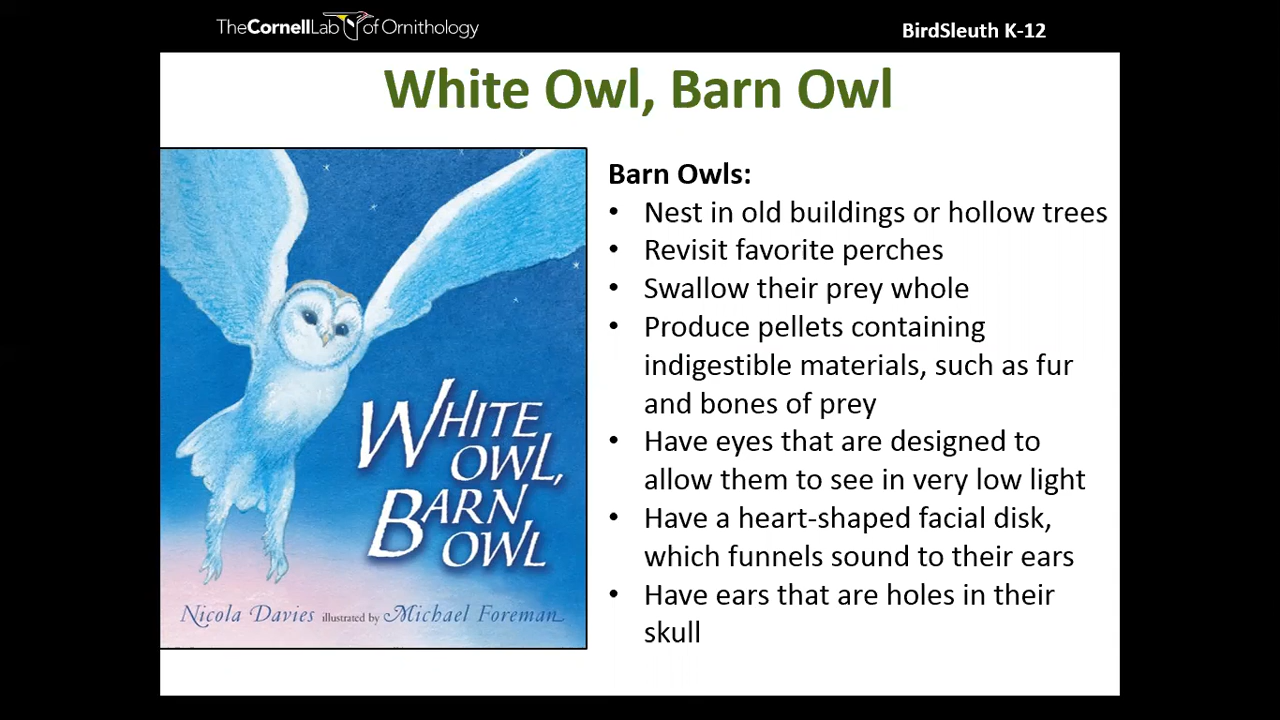 TheCornellLab of Ornithology
BirdSleuth K-12
White Owl, Barn Owl
WHITE
OWL,
BARN
OWL
Nicola Davies illustrated by Michael Foreman
Barn Owls:
• Nest in old buildings or hollow trees
• Revisit favorite perches
• Swallow their prey whole
• Produce pellets containing
indigestible materials, such as fur
and bones of prey
• Have eyes that are designed to
allow them to see in very low light
• Have a heart-shaped facial disk,
which funnels sound to their ears
• Have ears that are holes in their
skull